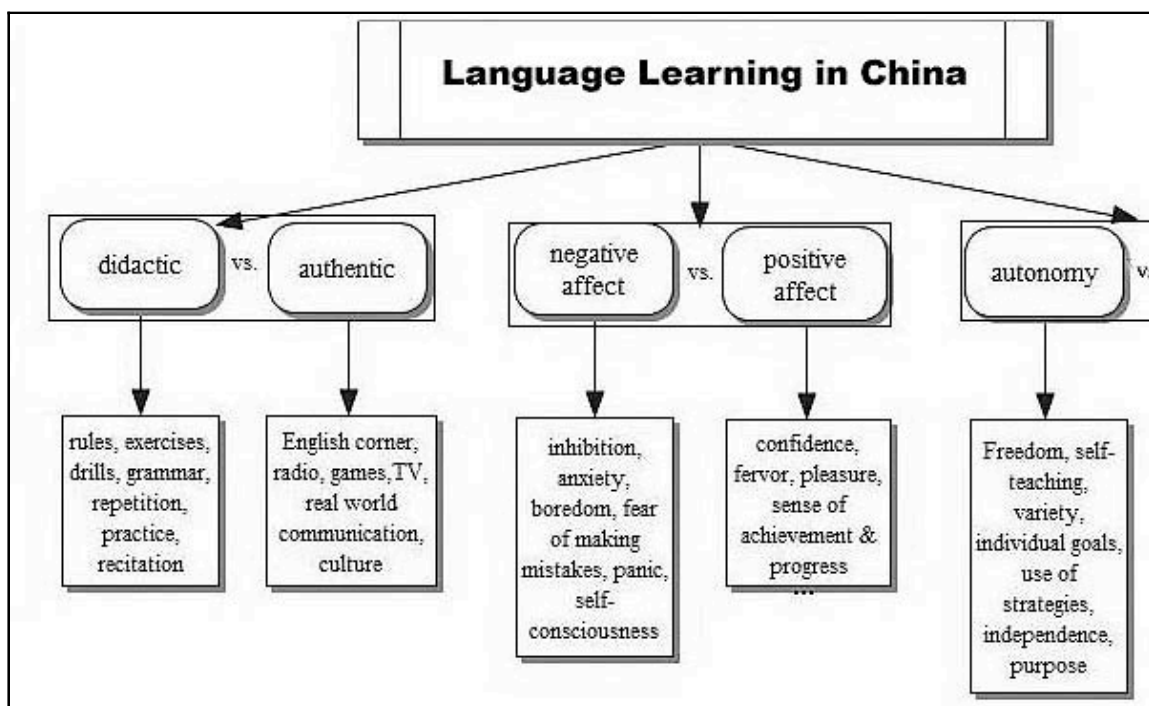 Language Learning in China
didactic
vs.
authentic
negative
affect
vs.
positive
affect
autonomy
rules, exercises,
drills, grammar,
repetition,
practice,
recitation
English corner,
radio, games,TV,
real world
communication,
culture
inhibition,
anxiety,
boredom, fear
of making
mistakes, panic,
self-
consciousness
confidence,
fervor, pleasure,
sense of
achievement &
progress
...
Freedom, self-
teaching,
variety,
individual goals,
use of
strategies,
independence,
purpose